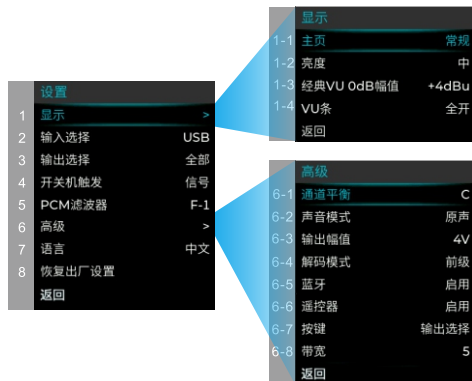 设置
1 显示 >
2 输入选择 USB
3 输出选择 全部
4 开关机触发 信号
5 PCM滤波器 F-1
6 高级 >
7 语言 中文
8 恢复出厂设置
返回
显示
1-1 主页 常规
1-2 亮度 中
1-3 经典VU 0dB幅值 +4dBu
1-4 VU条 全开
返回
高级
6-1 通道平衡 C
6-2 声音模式 原声
6-3 输出幅值 4V
6-4 解码模式 前级
6-5 蓝牙 启用
6-6 遥控器 启用
6-7 按键 输出选择
6-8 带宽 5
返回